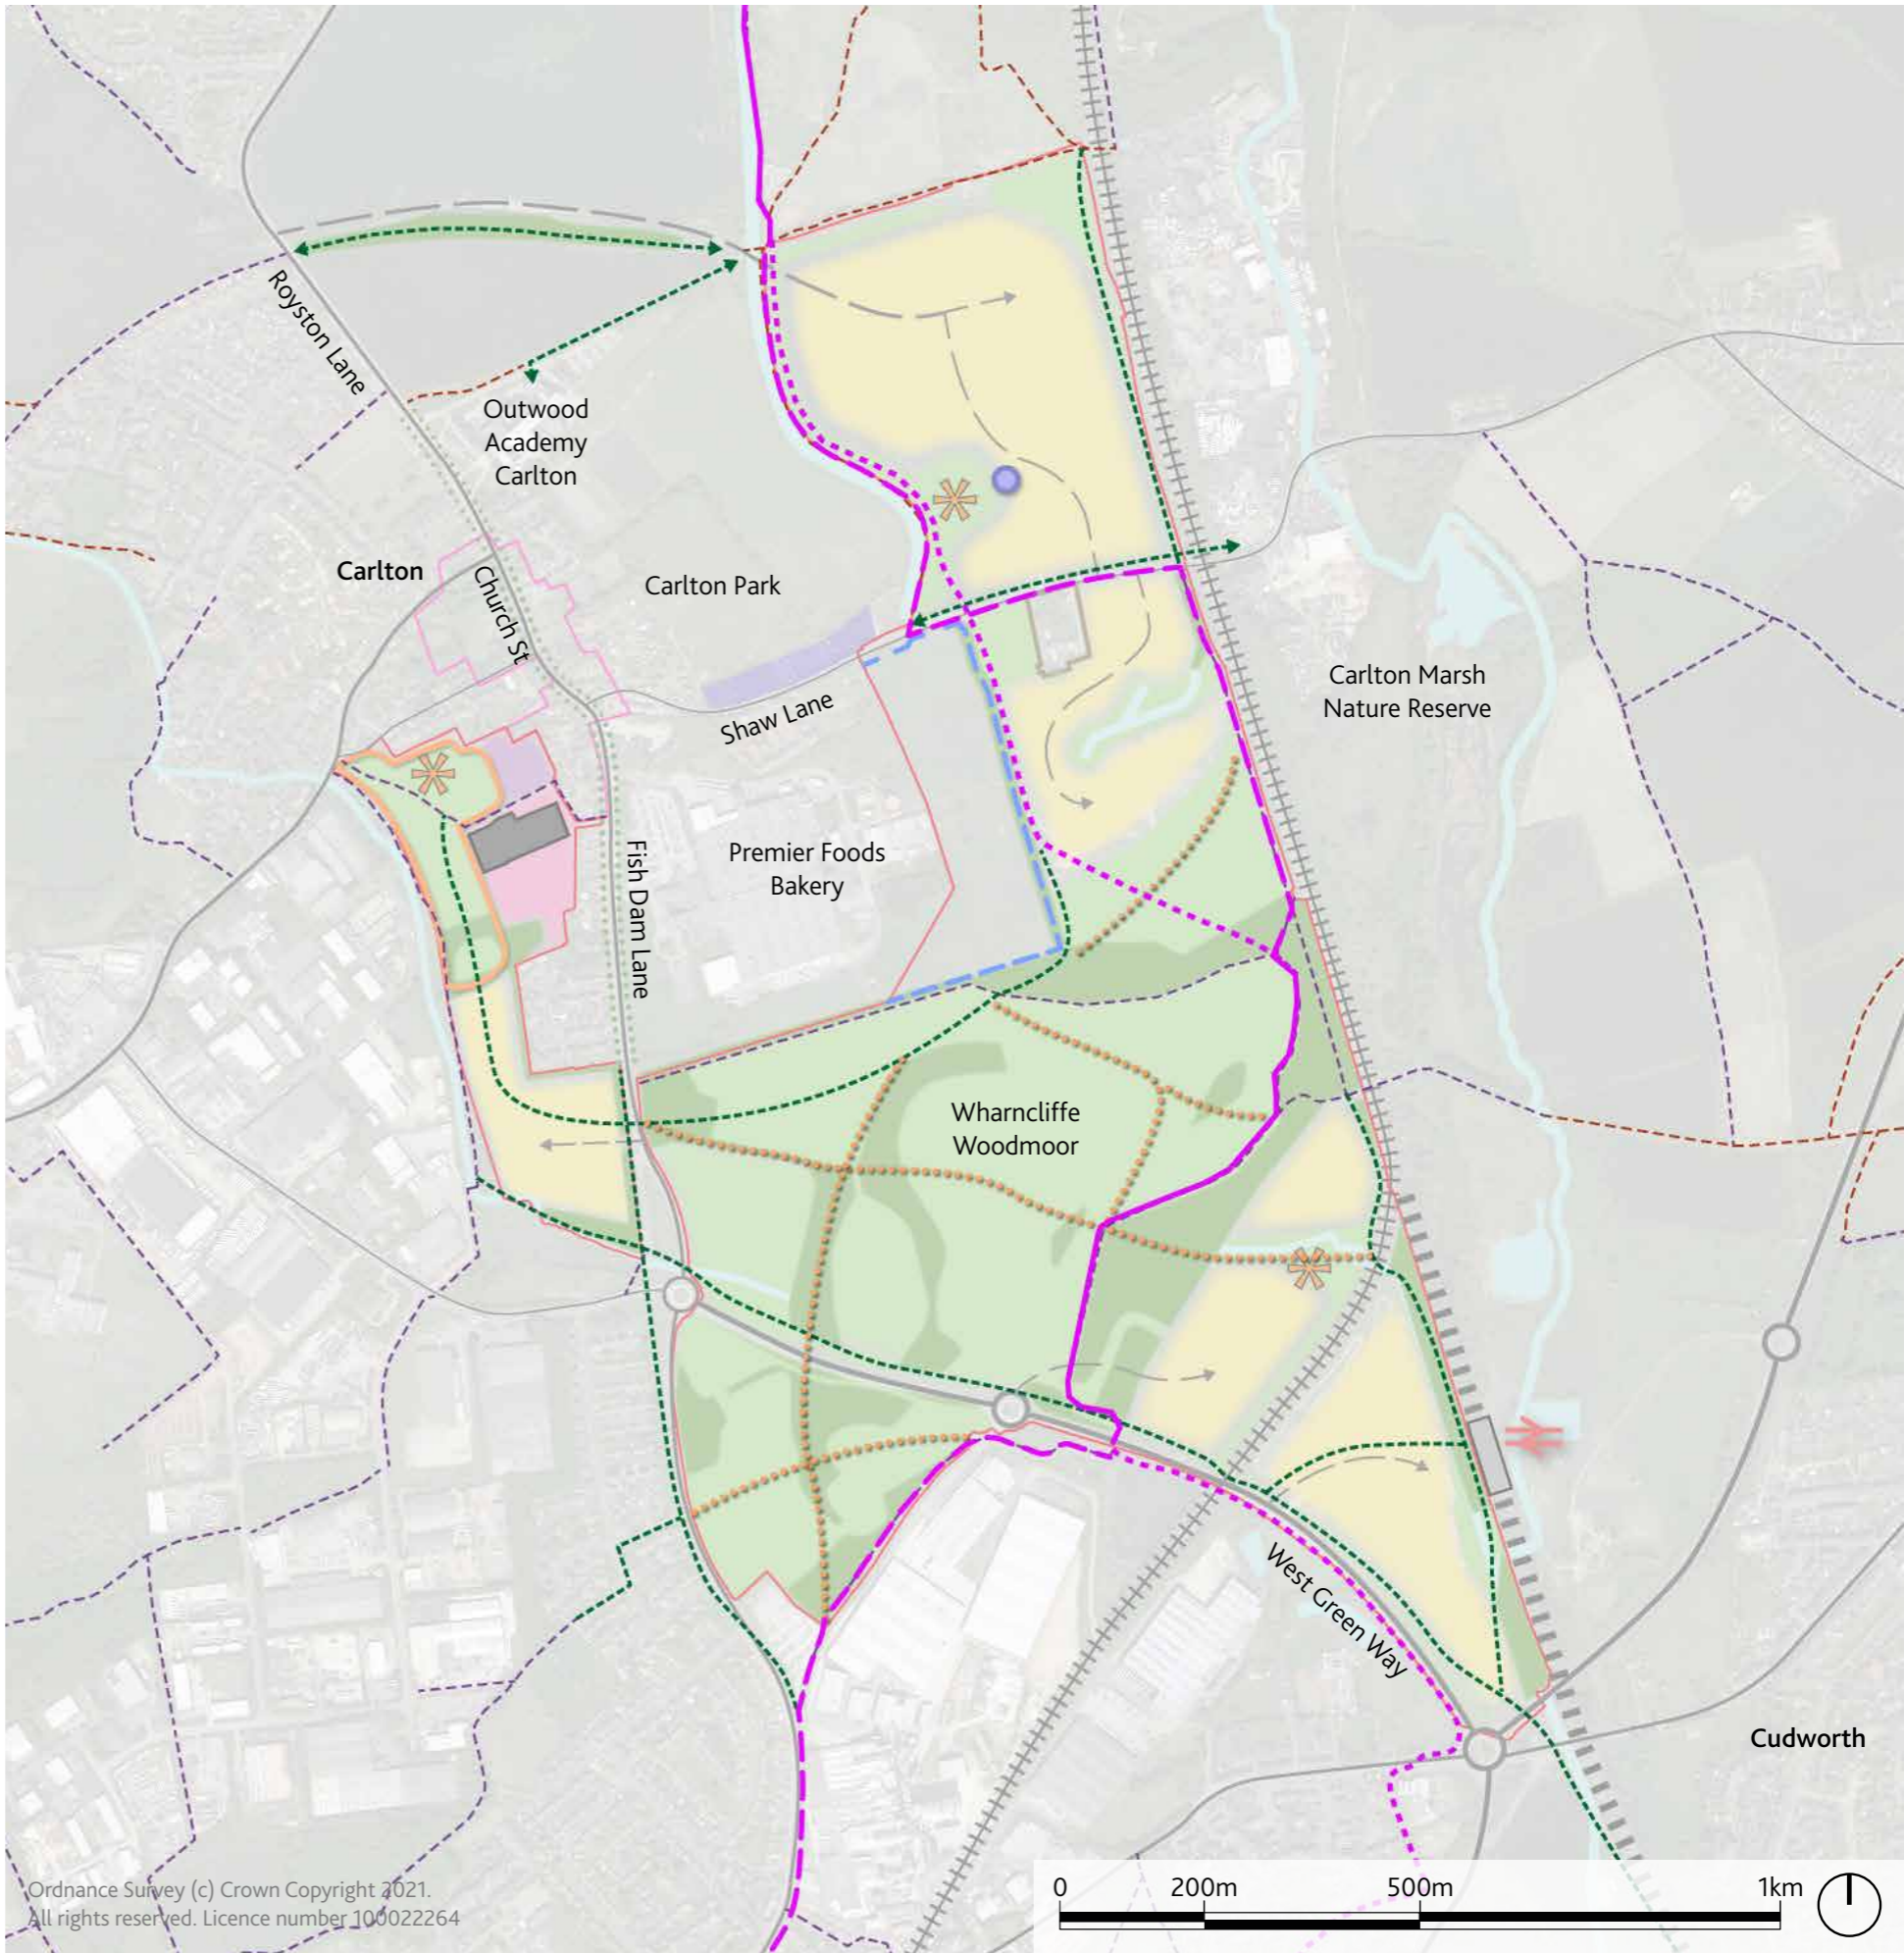 Royston Lane
Outwood
Academy
Carlton
Carlton
Church St
Carlton Park
Shaw Lane
Carlton Marsh
Nature Reserve
Premier Foods
Bakery
Fish Dam Lane
Wharncliffe
Woodmoor
West Green Way
Cudworth
Ordnance Survey (c) Crown Copyright 2021.
All rights reserved. Licence number 100022264
0 200m 500m 1km